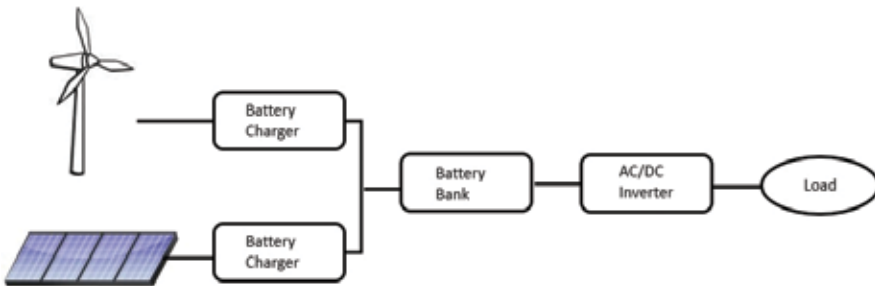 Battery
Charger
Battery
Bank
AC/DC
Inverter
Load
Battery
Charger